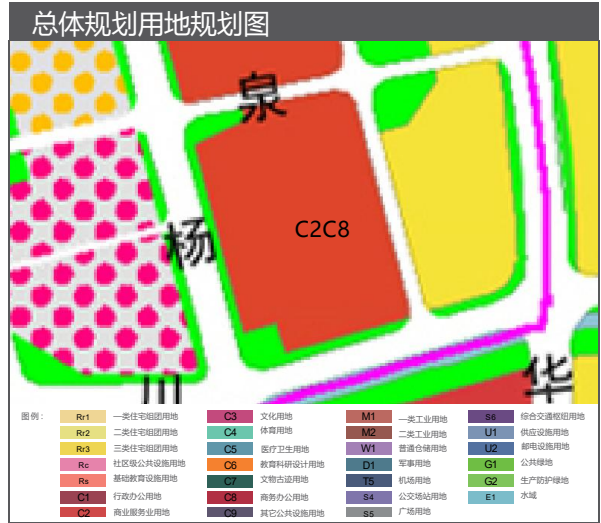 总体规划用地规划图
泉
C2C8
杨
川
华
图例：
Rr1 一类住宅组团用地
Rr2 二类住宅组团用地
Rr3 三类住宅组团用地
Rc 社区级公共设施用地
Rs 基础教育设施用地
C1 行政办公用地
C2 商业服务业用地
C3 文化用地
C4 体育用地
C5 医疗卫生用地
C6 教育科研设计用地
C7 文物古迹用地
C8 商务办公用地
C9 其它公共设施用地
M1 一类工业用地
M2 二类工业用地
W1 普通仓储用地
D1 军事用地
T5 机场用地
S4 公交场站用地
S5 广场用地
S6 综合交通枢纽用地
U1 供应设施用地
U2 邮电设施用地
G1 公共绿地
G2 生产防护绿地
E1 水域